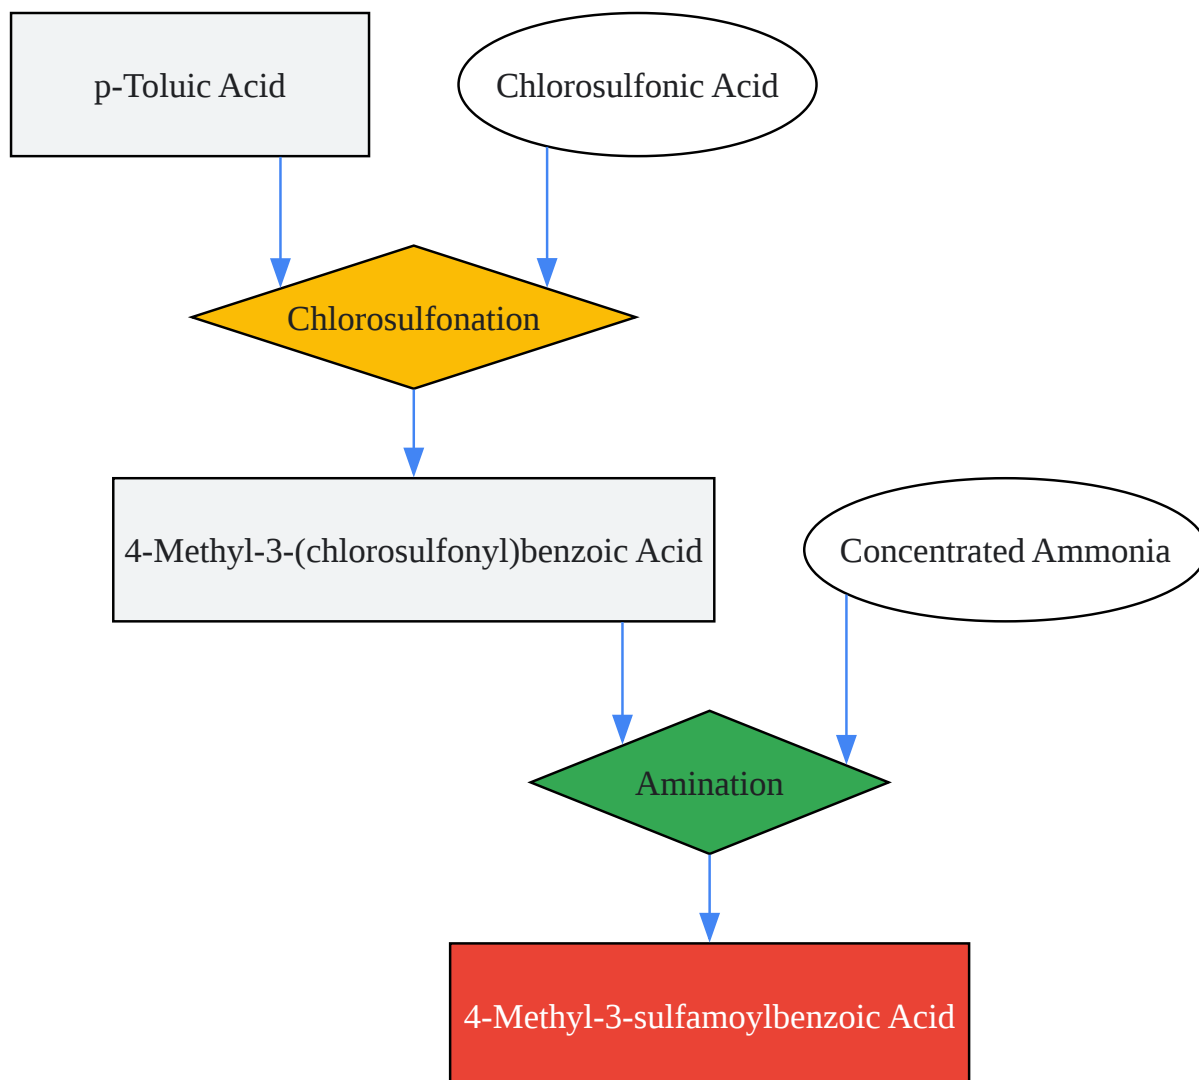 p-Toluic Acid
Chlorosulfonic Acid
Chlorosulfonation
4-Methyl-3-(chlorosulfonyl)benzoic Acid
Concentrated Ammonia
Amination
4-Methyl-3-sulfamoylbenzoic Acid